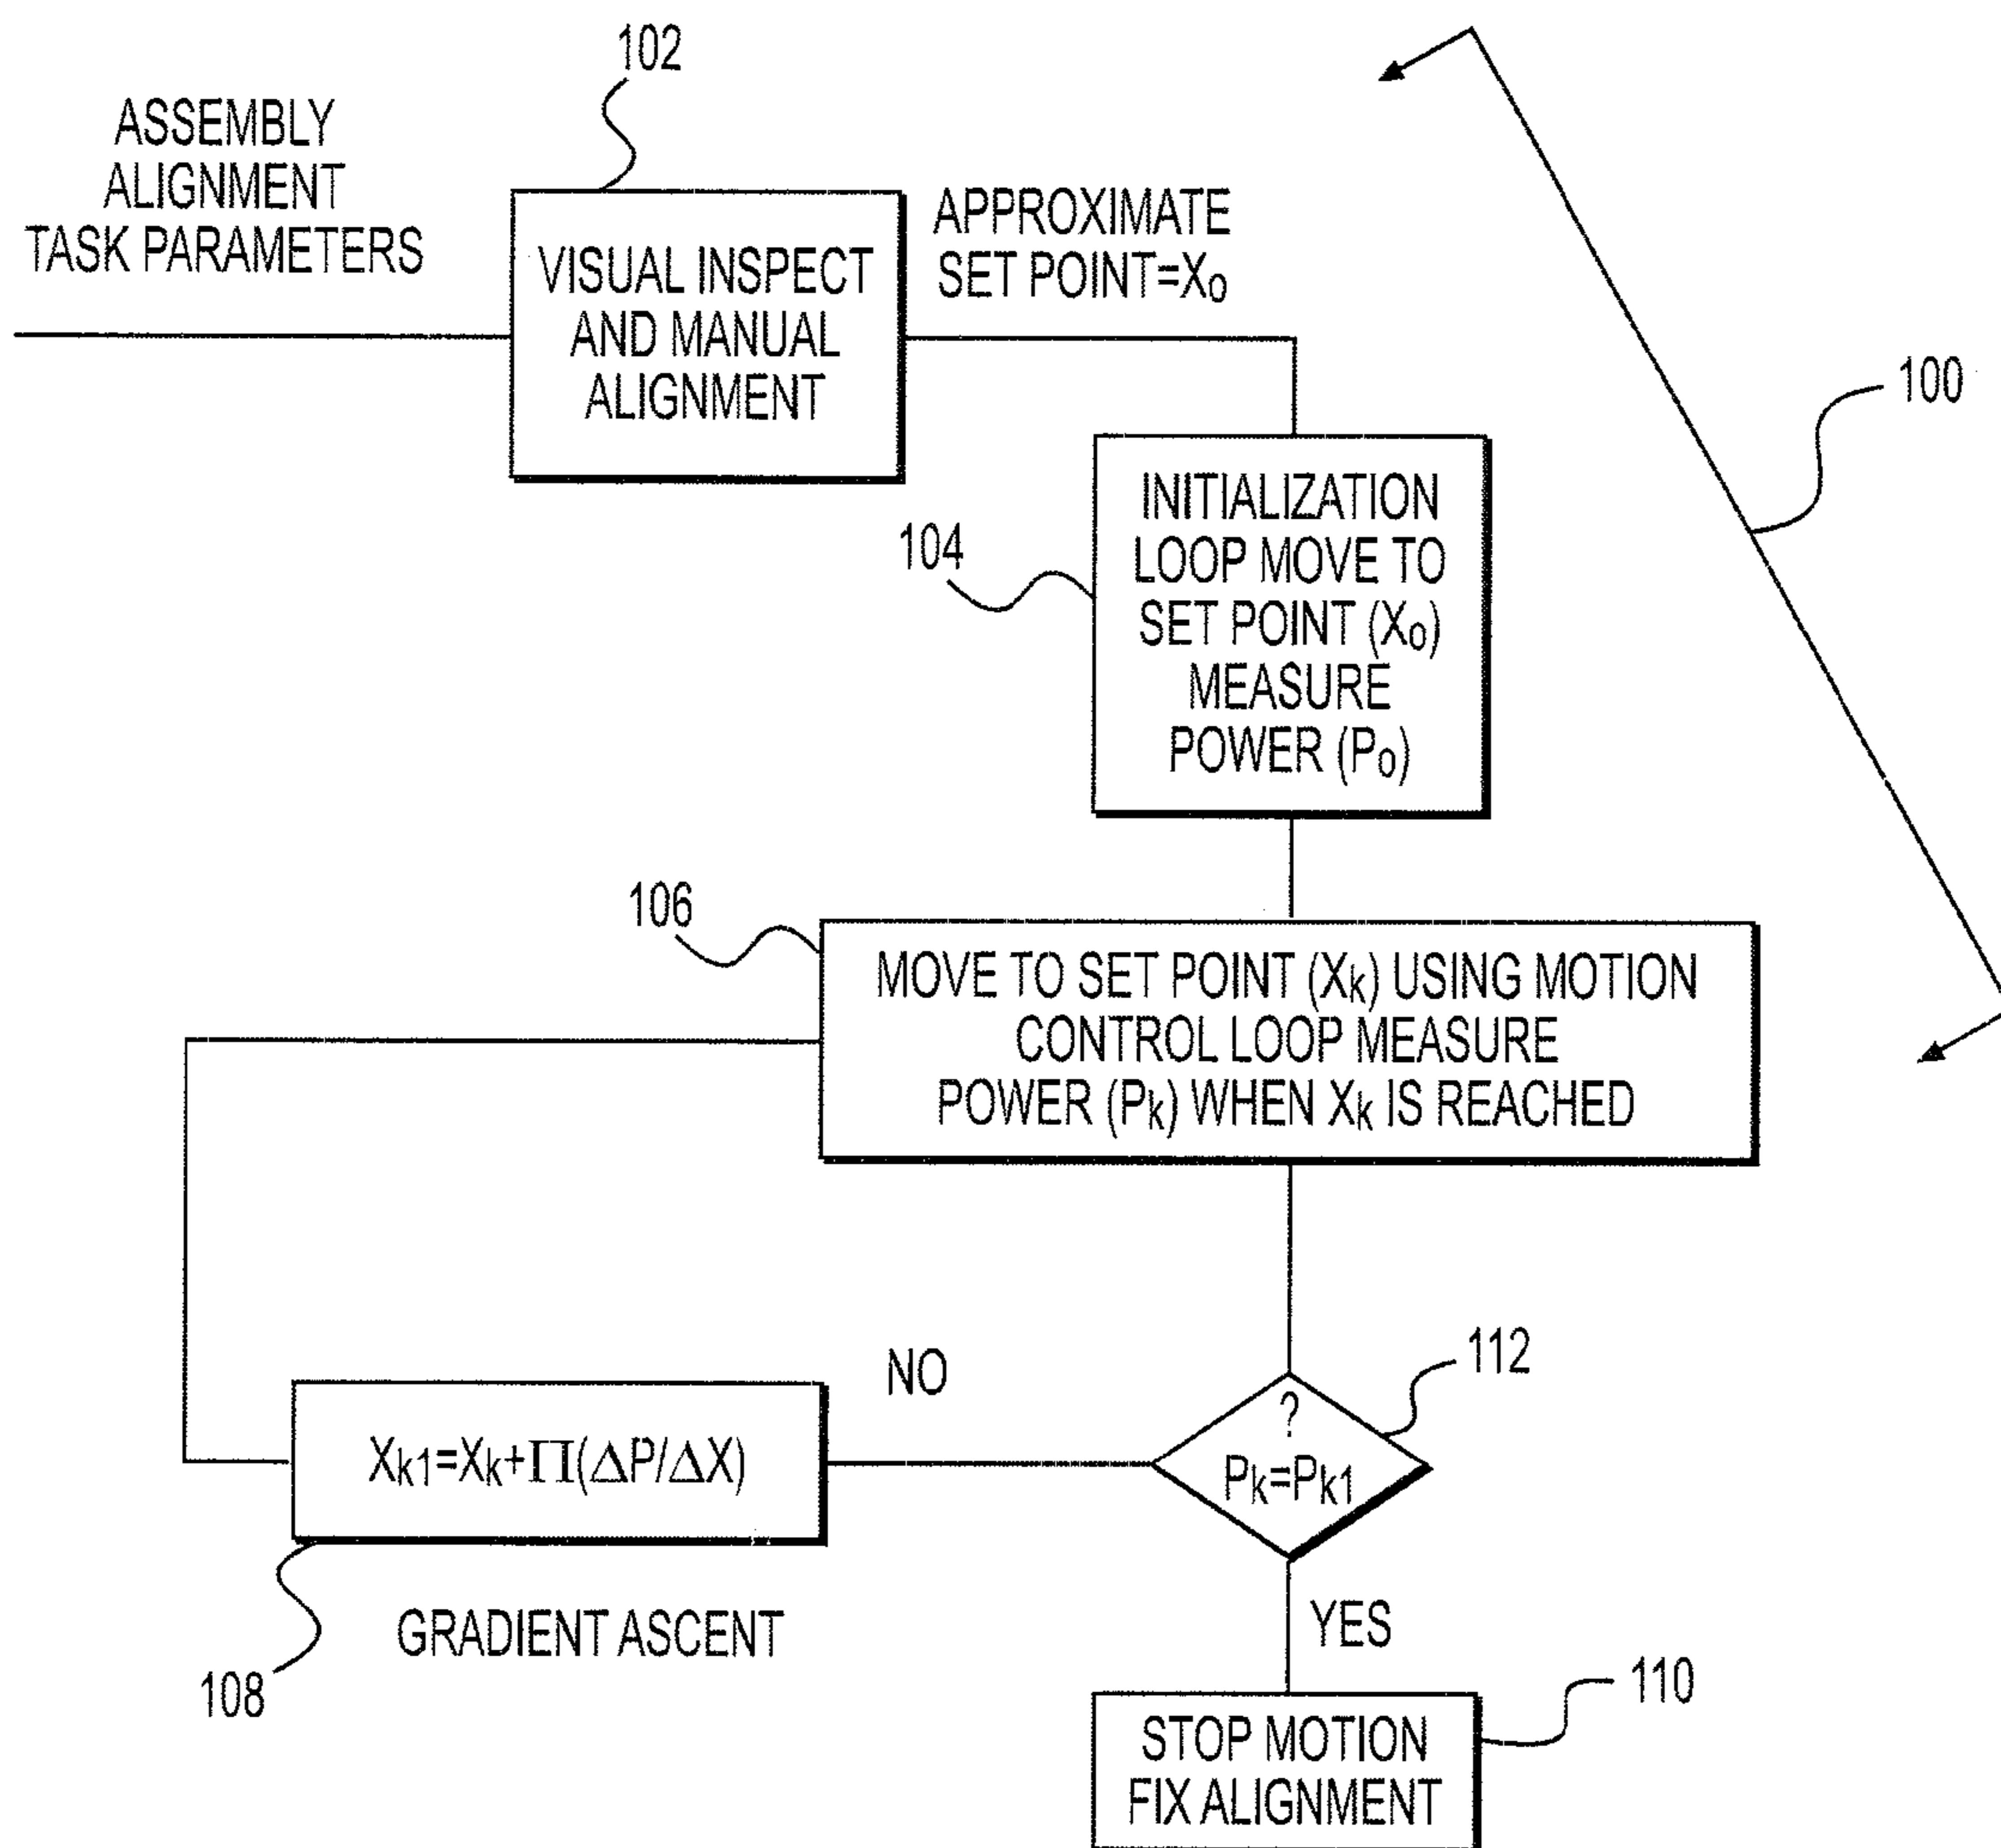 102
ASSEMBLY
ALIGNMENT
TASK PARAMETERS
VISUAL INSPECT
AND MANUAL
ALIGNMENT
APPROXIMATE
SET POINT=X₀
100
104
INITIALIZATION
LOOP MOVE TO
SET POINT (X₀)
MEASURE
POWER (P₀)
106
MOVE TO SET POINT (Xₖ) USING MOTION
CONTROL LOOP MEASURE
POWER (Pₖ) WHEN Xₖ IS REACHED
112
?
Pₖ=Pₖ₁
NO
Xₖ₁=Xₖ+Π(ΔP/ΔX)
108
GRADIENT ASCENT
YES
110
STOP MOTION
FIX ALIGNMENT